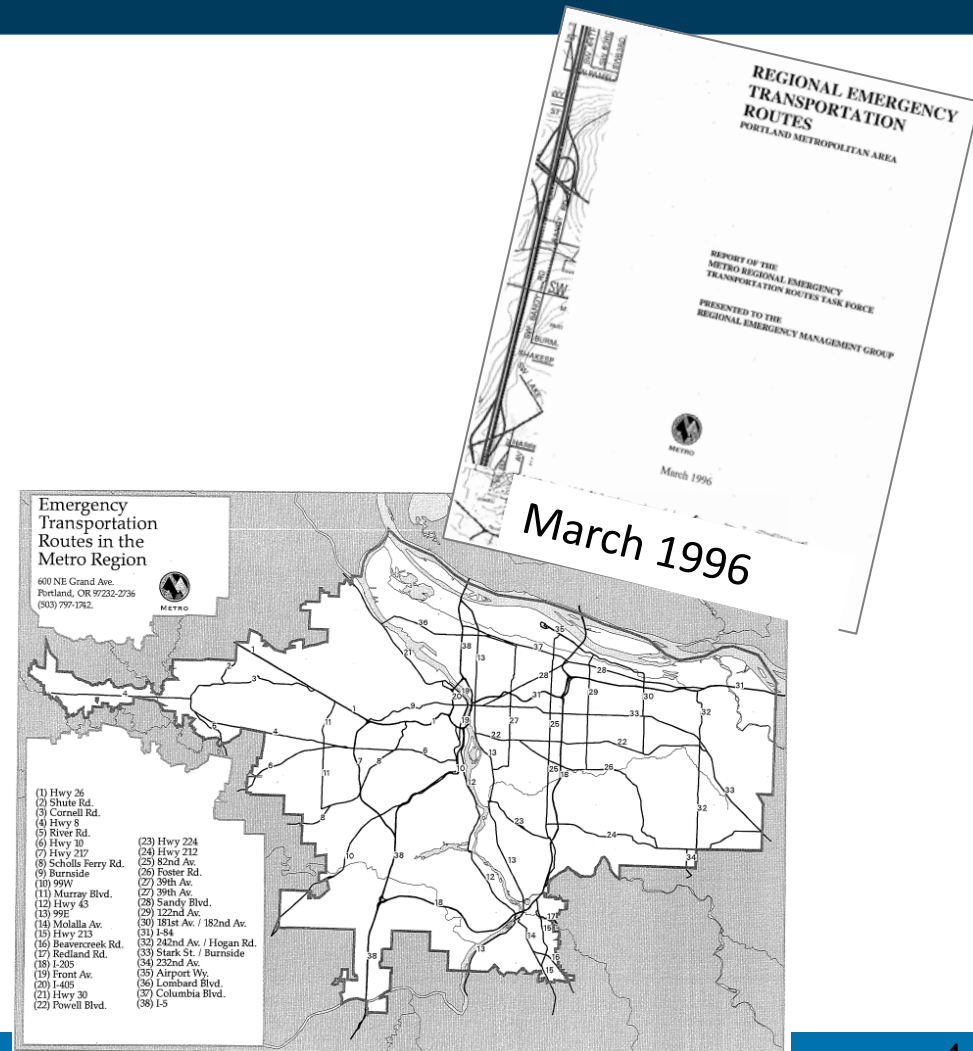 REGIONAL EMERGENCY
TRANSPORTATION
ROUTES
PORTLAND METROPOLITAN AREA
REPORT OF THE
METRO REGIONAL EMERGENCY
TRANSPORTATION ROUTES TASK FORCE
PRESENTED TO THE
REGIONAL EMERGENCY MANAGEMENT GROUP
METRO
March 1996
March 1996
Emergency
Transportation
Routes in the
Metro Region
600 NE Grand Ave.
Portland, OR 97232-2736
(503) 797-1742.
METRO
(1) Hwy 26
(2) Shute Rd.
(3) Cornell Rd.
(4) Hwy 8
(5) River Rd.
(6) Hwy 10
(7) Hwy 217
(8) Scholls Ferry Rd.
(9) Burnside
(10) 99W
(11) Murray Blvd.
(12) Hwy 43
(13) 99E
(14) Molalla Av.
(15) Hwy 213
(16) Beavercreek Rd.
(17) Redland Rd.
(18) I-205
(19) Front Av.
(20) I-405
(21) Hwy 30
(22) Powell Blvd.
(23) Hwy 224
(24) Hwy 212
(25) 82nd Av.
(26) Foster Rd.
(27) 39th Av.
(27) 39th Av.
(28) Sandy Blvd.
(29) 122nd Av.
(30) 181st Av. / 182nd Av.
(31) I-84
(32) 242nd Av. / Hogan Rd.
(33) Stark St. / Burnside
(34) 232nd Av.
(35) Airport Wy.
(36) Lombard Blvd.
(37) Columbia Blvd.
(38) I-5